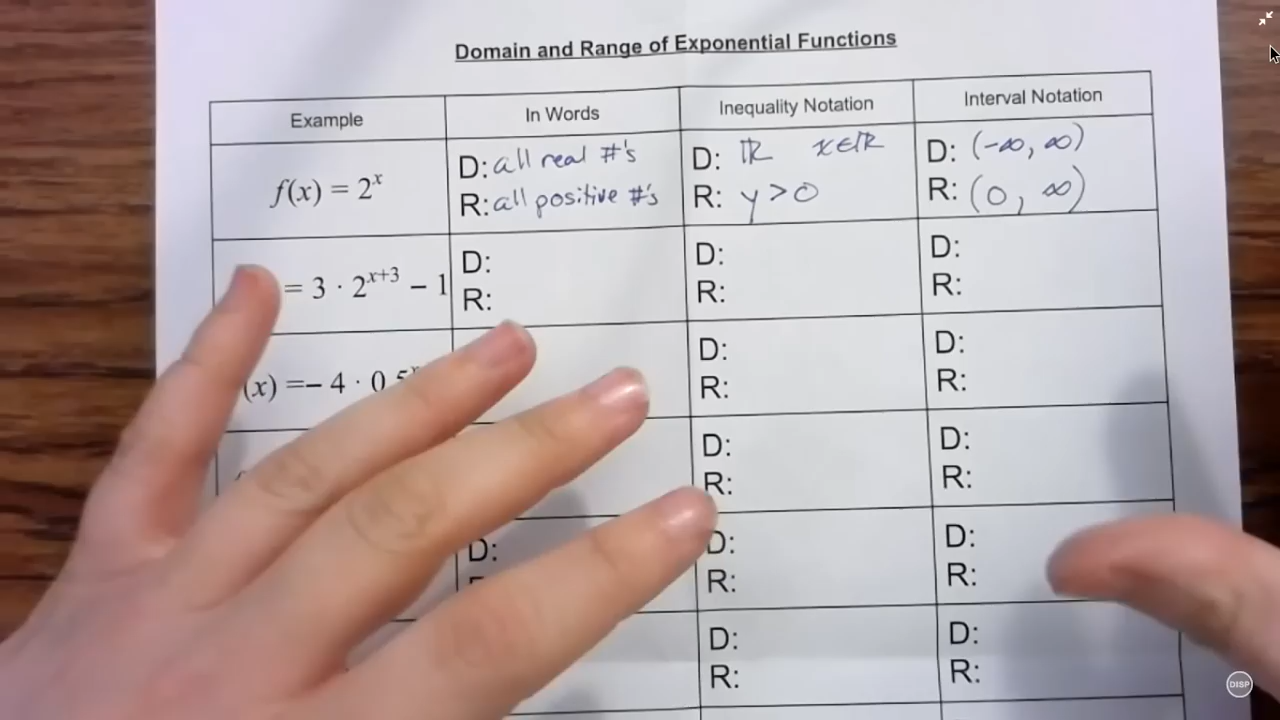 Domain and Range of Exponential Functions
Example In Words Inequality Notation Interval Notation
f(x) = 2^x
D: all real #'s
R: all positive #'s
D: ℝ x∈ℝ
R: y > 0
D: (-∞, ∞)
R: (0, ∞)
= 3 · 2^{x+3} − 1
D:
R:
D:
R:
D:
R:
(x) =− 4 · 0
D:
R:
D:
R:
D:
R:
D:
R:
D:
D:
R:
D:
R:
D:
R:
D:
R:
DISP